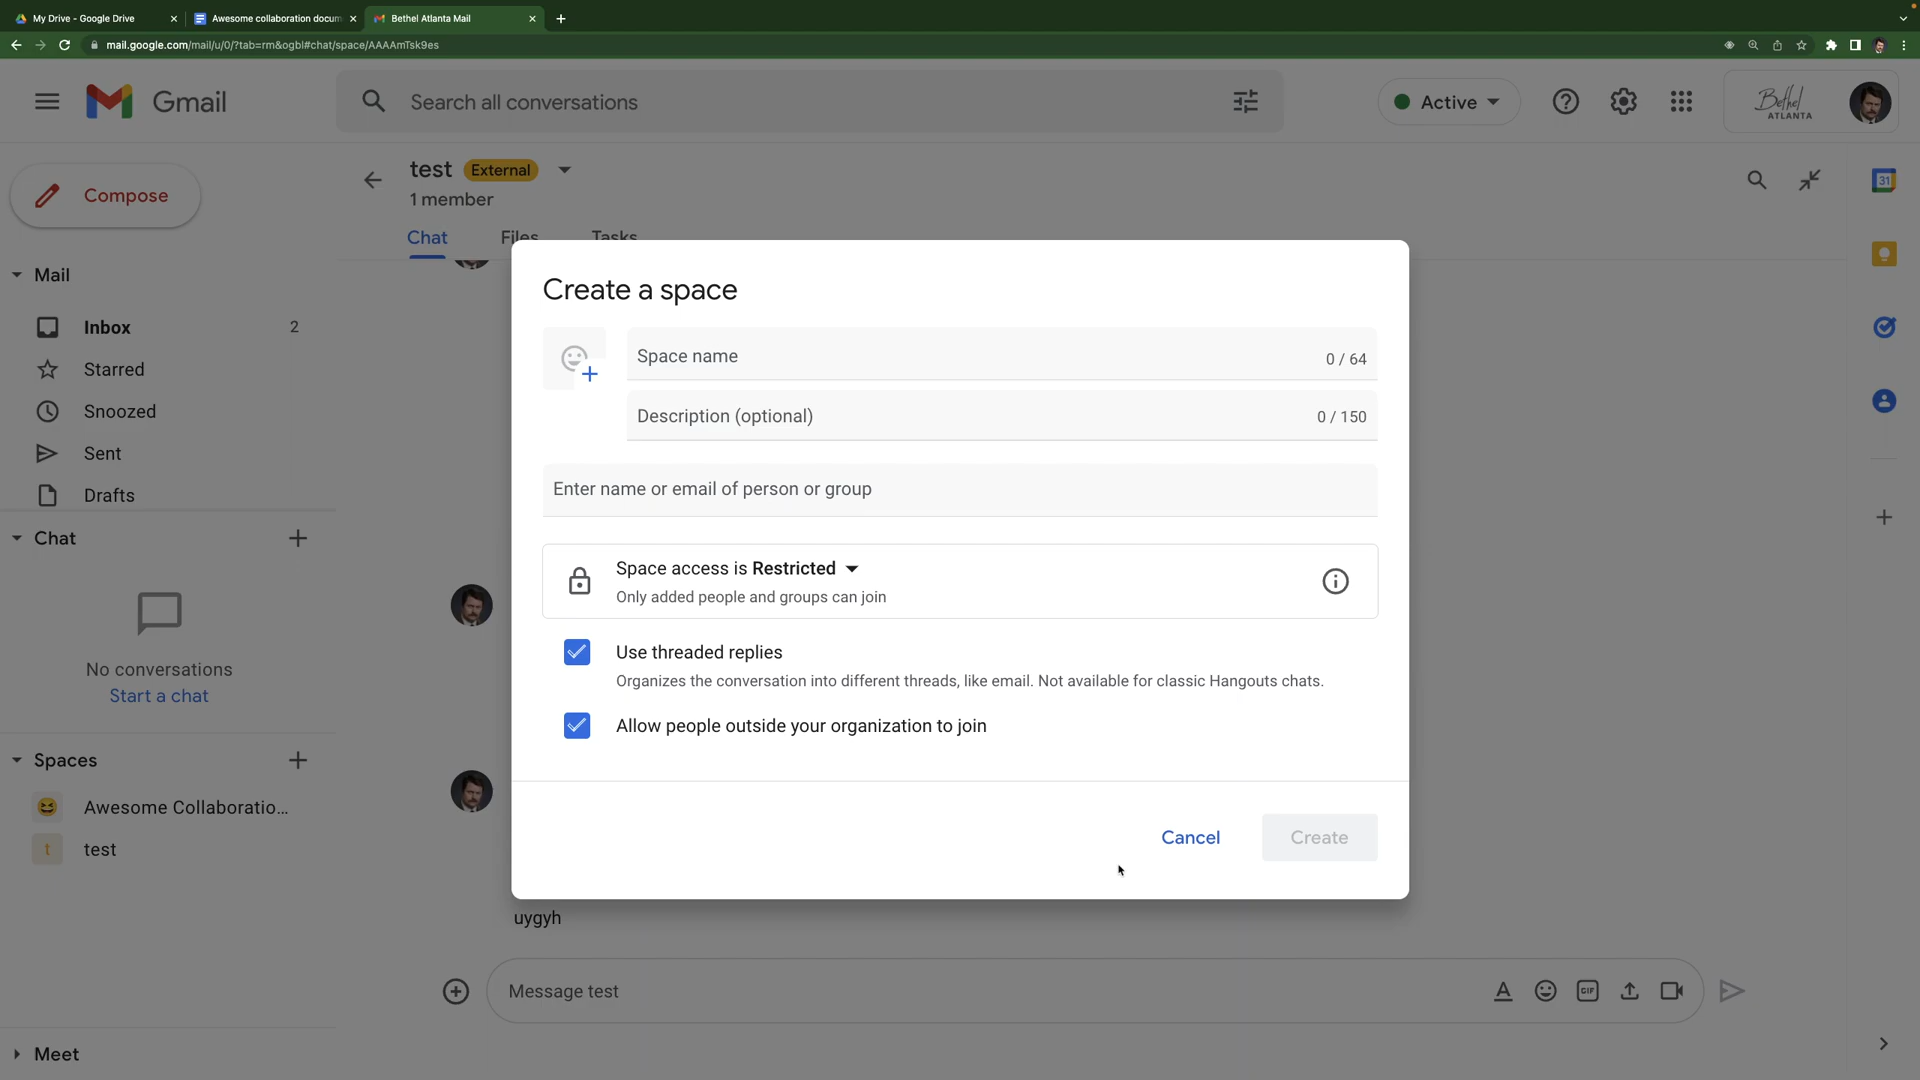 My Drive - Google Drive
Awesome collaboration docum
Bethel Atlanta Mail
mail.google.com/mail/u/0/?tab=rm&ogbl#chat/space/AAAAmTsk9es
Gmail
Search all conversations
Active
Bethel
ATLANTA
Compose
test External
1 member
Chat Files Tasks
31
Mail
Inbox 2
Starred
Snoozed
Sent
Drafts
Chat
No conversations
Start a chat
Spaces
Awesome Collaboratio...
t test
Meet
Create a space
Space name 0 / 64
Description (optional) 0 / 150
Enter name or email of person or group
Space access is Restricted
Only added people and groups can join
Use threaded replies
Organizes the conversation into different threads, like email. Not available for classic Hangouts chats.
Allow people outside your organization to join
Cancel Create
uygyh
Message test
GIF